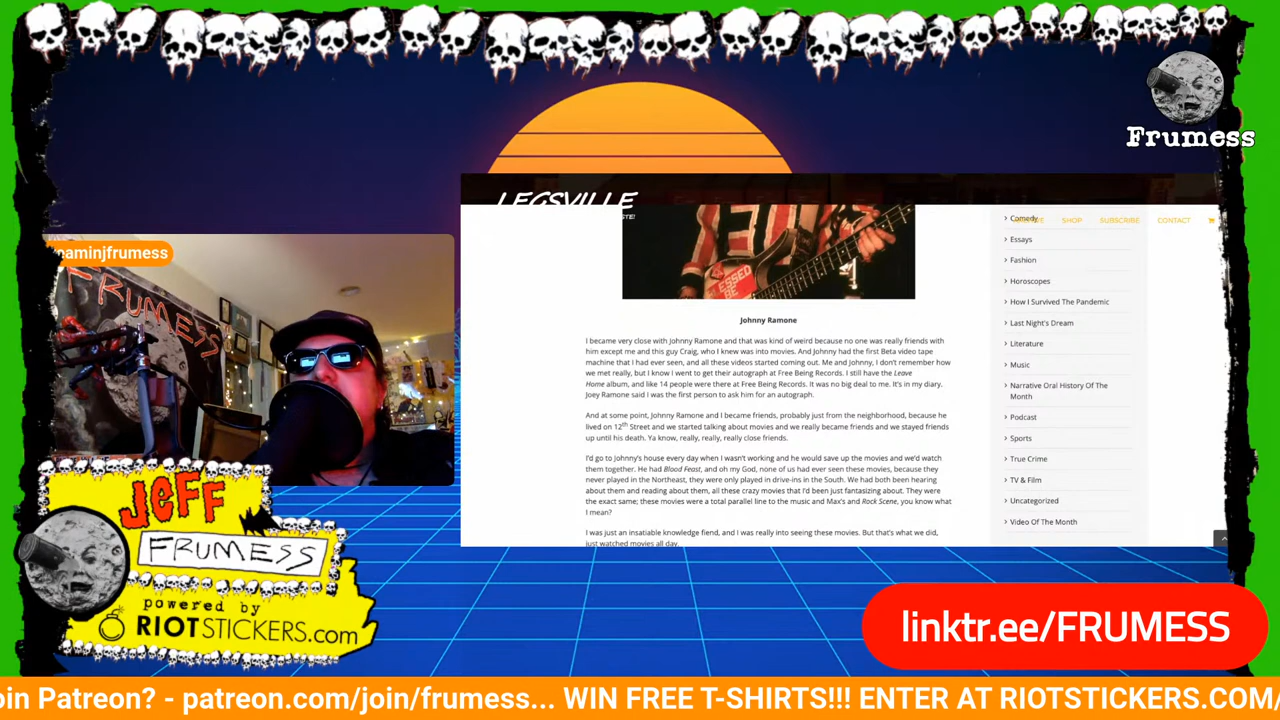 Frumess
LEGSVILLE
SHOP
SUBSCRIBE
CONTACT
eaminjfrumess
FRUMESS
Johnny Ramone
I became very close with Johnny Ramone and that was kind of weird because no one was really friends with
him except me and this guy Craig, who I knew was into movies. And Johnny had the first Beta video tape
machine that I had ever seen, and all these videos started coming out. Me and Johnny, I don't remember how
we met really, but I know I went to get their autograph at Free Being Records. I still have the Leave
Home album, and like 14 people were there at Free Being Records. It was no big deal to me. It's in my diary.
Joey Ramone said I was the first person to ask him for an autograph.
And at some point, Johnny Ramone and I became friends, probably just from the neighborhood, because he
lived on 12th Street and we started talking about movies and we really became friends and we stayed friends
up until his death. Ya know, really, really, really close friends.
I'd go to Johnny's house every day when I wasn't working and he would save up the movies and we'd watch
them together. He had Blood Feast, and oh my God, none of us had ever seen these movies, because they
never played in the Northeast, they were only played in drive-ins in the South. We had both been hearing
about them and reading about them, all these crazy movies that I'd been just fantasizing about. They were
the exact same; these movies were a total parallel line to the music and Max's and Rock Scene, you know what
I mean?
I was just an insatiable knowledge fiend, and I was really into seeing these movies. But that's what we did,
just watched movies all day.
Comedy
Essays
Fashion
Horoscopes
How I Survived The Pandemic
Last Night's Dream
Literature
Music
Narrative Oral History Of The
Month
Podcast
Sports
True Crime
TV & Film
Uncategorized
Video Of The Month
JEFF
FRUMESS
powered by
RIOTSTICKERS.com
linktr.ee/FRUMESS
oin Patreon? - patreon.com/join/frumess... WIN FREE T-SHIRTS!!! ENTER AT RIOTSTICKERS.COM/